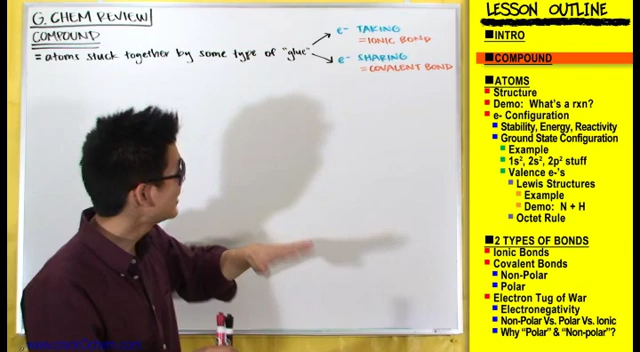 G. CHEM REVIEW
COMPOUND
= atoms stuck together by some type of "glue"
e- TAKING
= IONIC BOND
e- SHARING
= COVALENT BOND
LESSON OUTLINE
INTRO
COMPOUND
ATOMS
Structure
Demo: What's a rxn?
e- Configuration
Stability, Energy, Reactivity
Ground State Configuration
Example
1s², 2s², 2p² stuff
Valence e-'s
Lewis Structures
Example
Demo: N + H
Octet Rule
2 TYPES OF BONDS
Ionic Bonds
Covalent Bonds
Non-Polar
Polar
Electron Tug of War
Electronegativity
Non-Polar Vs. Polar Vs. Ionic
Why "Polar" & "Non-polar"?